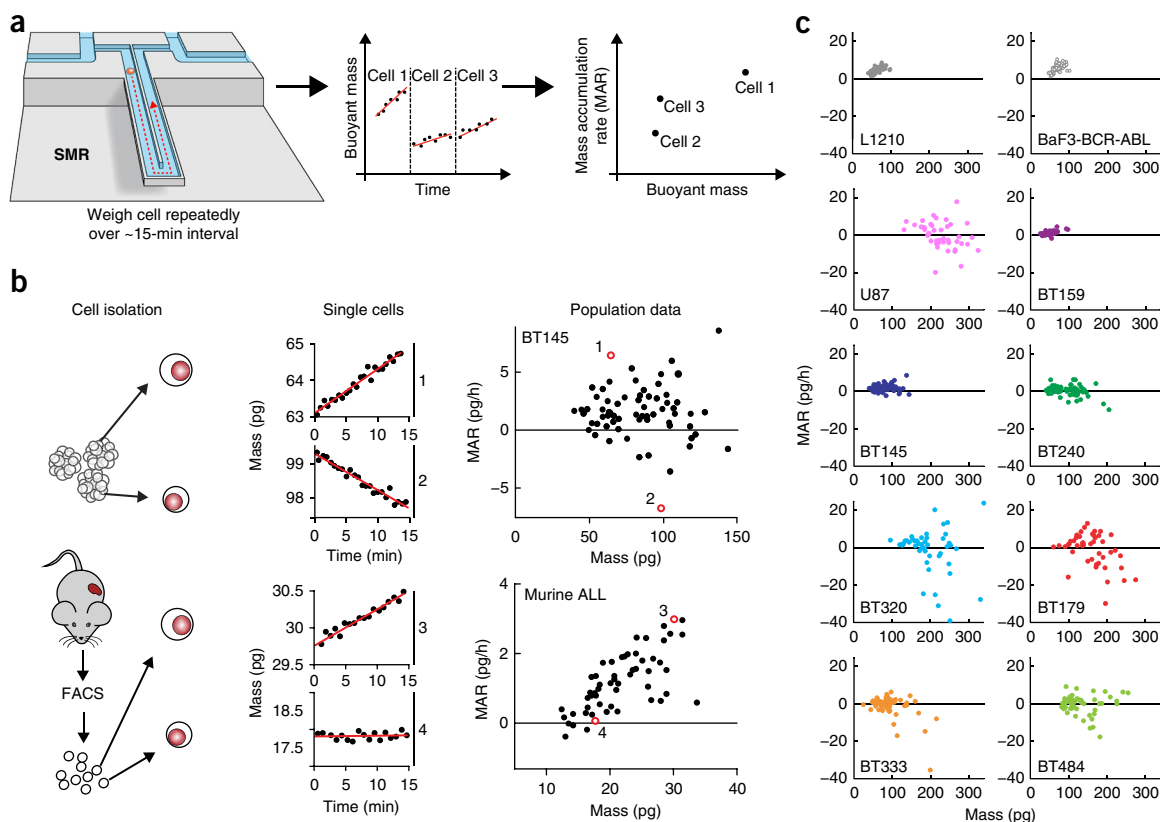 a
SMR
Weigh cell repeatedly
over ~15-min interval
Buoyant mass
Cell 1
Cell 2
Cell 3
Time
Mass accumulation
rate (MAR)
Cell 1
Cell 3
Cell 2
Buoyant mass
b
Cell isolation
Single cells
Population data
FACS
Mass (pg)
65
64
63
0 5 10 15
1
99
98
0 5 10 15
2
Time (min)
BT145
1
2
MAR (pg/h)
5
0
−5
0 50 100 150
Mass (pg)
Mass (pg)
30.5
30
29.5
0 5 10 15
3
18.5
18
17.5
0 5 10 15
4
Time (min)
Murine ALL
3
4
MAR (pg/h)
4
2
0
10 20 30 40
Mass (pg)
c
20
0
−20
−40
L1210
0 100 200 300
20
0
−20
−40
BaF3-BCR-ABL
0 100 200 300
20
0
−20
−40
U87
0 100 200 300
20
0
−20
−40
BT159
0 100 200 300
MAR (pg/h)
20
0
−20
−40
BT145
0 100 200 300
20
0
−20
−40
BT240
0 100 200 300
20
0
−20
−40
BT320
0 100 200 300
20
0
−20
−40
BT179
0 100 200 300
20
0
−20
−40
BT333
0 100 200 300
20
0
−20
−40
BT484
0 100 200 300
Mass (pg)